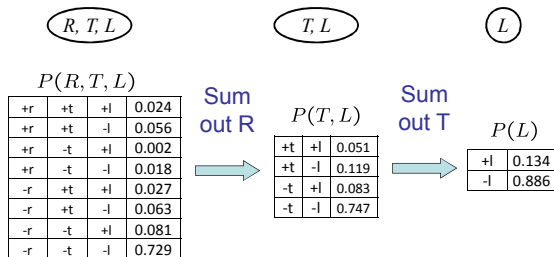 R, T, L
T, L
L
P(R, T, L)
+r +t +l 0.024
+r +t -l 0.056
+r -t +l 0.002
+r -t -l 0.018
-r +t +l 0.027
-r +t -l 0.063
-r -t +l 0.081
-r -t -l 0.729
Sum
out R
P(T, L)
+t +l 0.051
+t -l 0.119
-t +l 0.083
-t -l 0.747
Sum
out T
P(L)
+l 0.134
-l 0.886